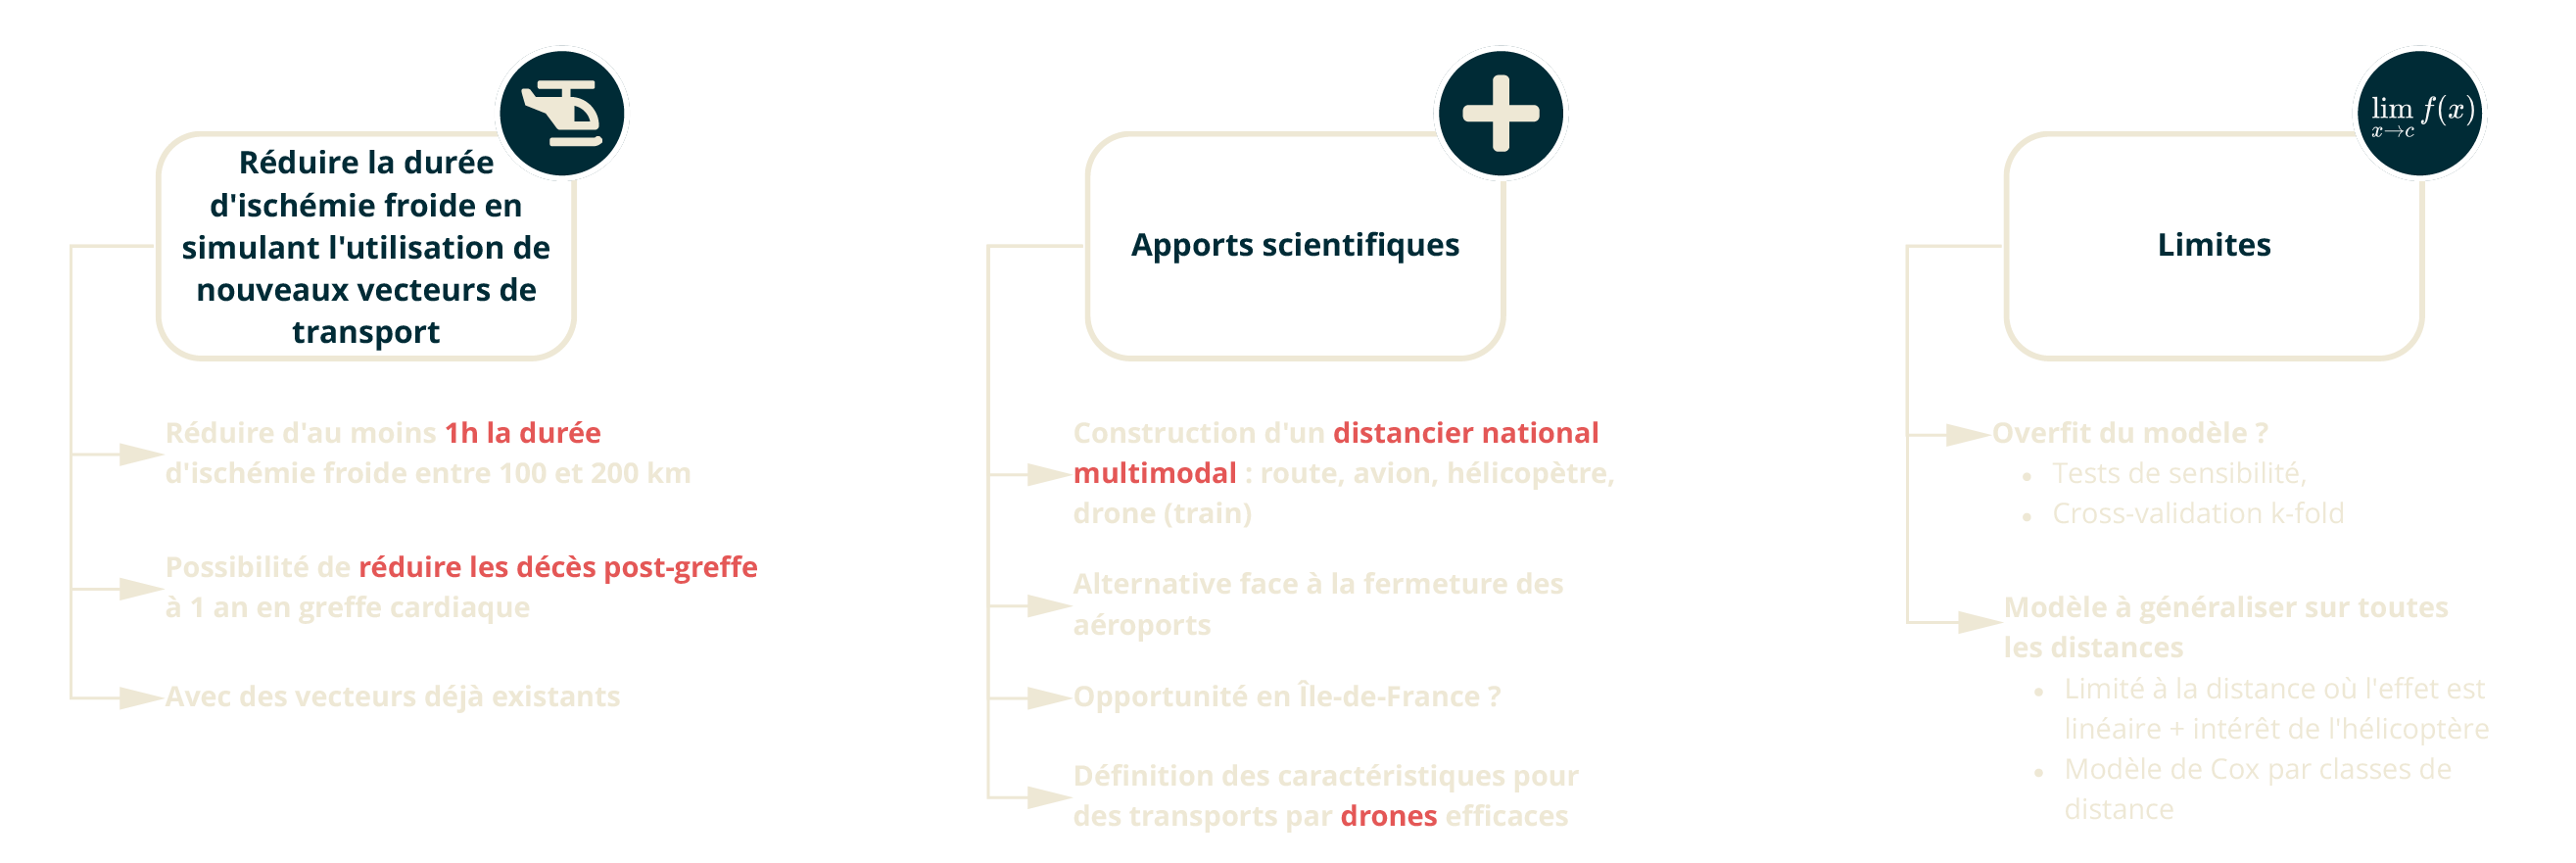 Réduire la durée
d'ischémie froide en
simulant l'utilisation de
nouveaux vecteurs de
transport
Réduire d'au moins 1h la durée
d'ischémie froide entre 100 et 200 km
Possibilité de réduire les décès post-greffe
à 1 an en greffe cardiaque
Avec des vecteurs déjà existants
Apports scientifiques
Construction d'un distancier national
multimodal : route, avion, hélicoptère,
drone (train)
Alternative face à la fermeture des
aéroports
Opportunité en Île-de-France ?
Définition des caractéristiques pour
des transports par drones efficaces
lim f(x)
x→c
Limites
Overfit du modèle ?
• Tests de sensibilité,
• Cross-validation k-fold
Modèle à généraliser sur toutes
les distances
• Limité à la distance où l'effet est
linéaire + intérêt de l'hélicoptère
• Modèle de Cox par classes de
distance